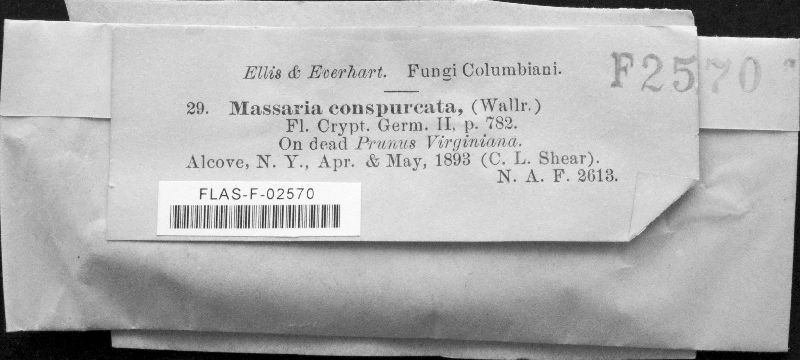 Ellis & Everhart. Fungi Columbiani.
F2570
29. Massaria conspurcata, (Wallr.)
Fl. Crypt. Germ. II, p. 782.
On dead Prunus Virginiana.
Alcove, N. Y., Apr. & May, 1893 (C. L. Shear).
N. A. F. 2613.
FLAS-F-02570